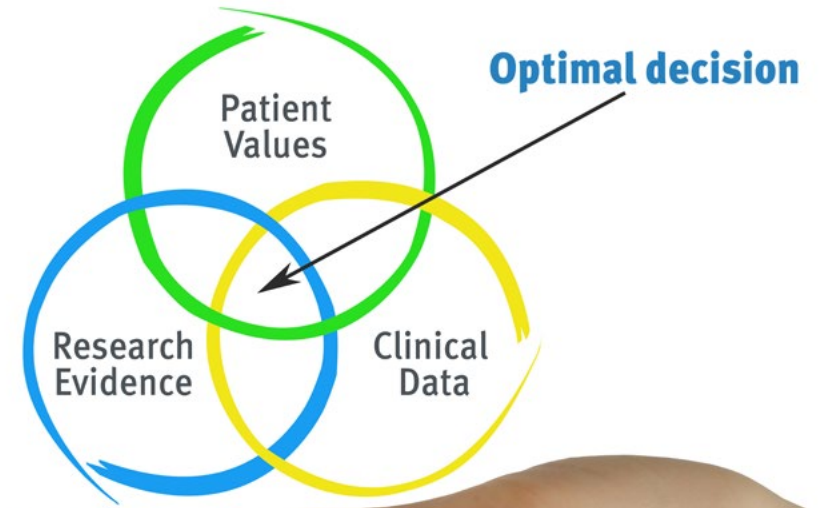 Optimal decision
Patient
Values
Research
Evidence
Clinical
Data